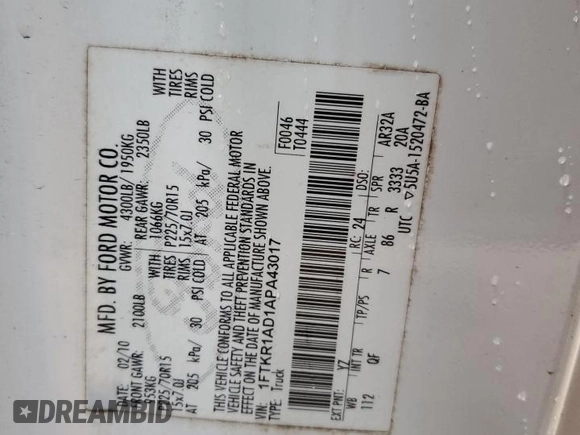 MFD. BY FORD MOTOR CO.
DATE: 02/10 GVWR: 4300LB/ 1950KG
FRONT GAWR: 2100LB REAR GAWR: 2350LB
953KG WITH 1066KG WITH
P225/70R15 TIRES P225/70R15 TIRES
15x7.0J RIMS 15x7.0J RIMS
AT 205 kPa/ 30 PSI COLD AT 205 kPa/ 30 PSI COLD
THIS VEHICLE CONFORMS TO ALL APPLICABLE FEDERAL MOTOR
VEHICLE SAFETY AND THEFT PREVENTION STANDARDS IN
EFFECT ON THE DATE OF MANUFACTURE SHOWN ABOVE.
VIN: 1FTKR1AD1APA43017 F0046
TYPE: Truck T0444
EXT PNT: YZ RC: 24 AR32A
WB INT TR TP/PS R AXLE TR SPR 20A
112 QF 7 86 R 3333
5U5A-1520472-BA
DREAMBID